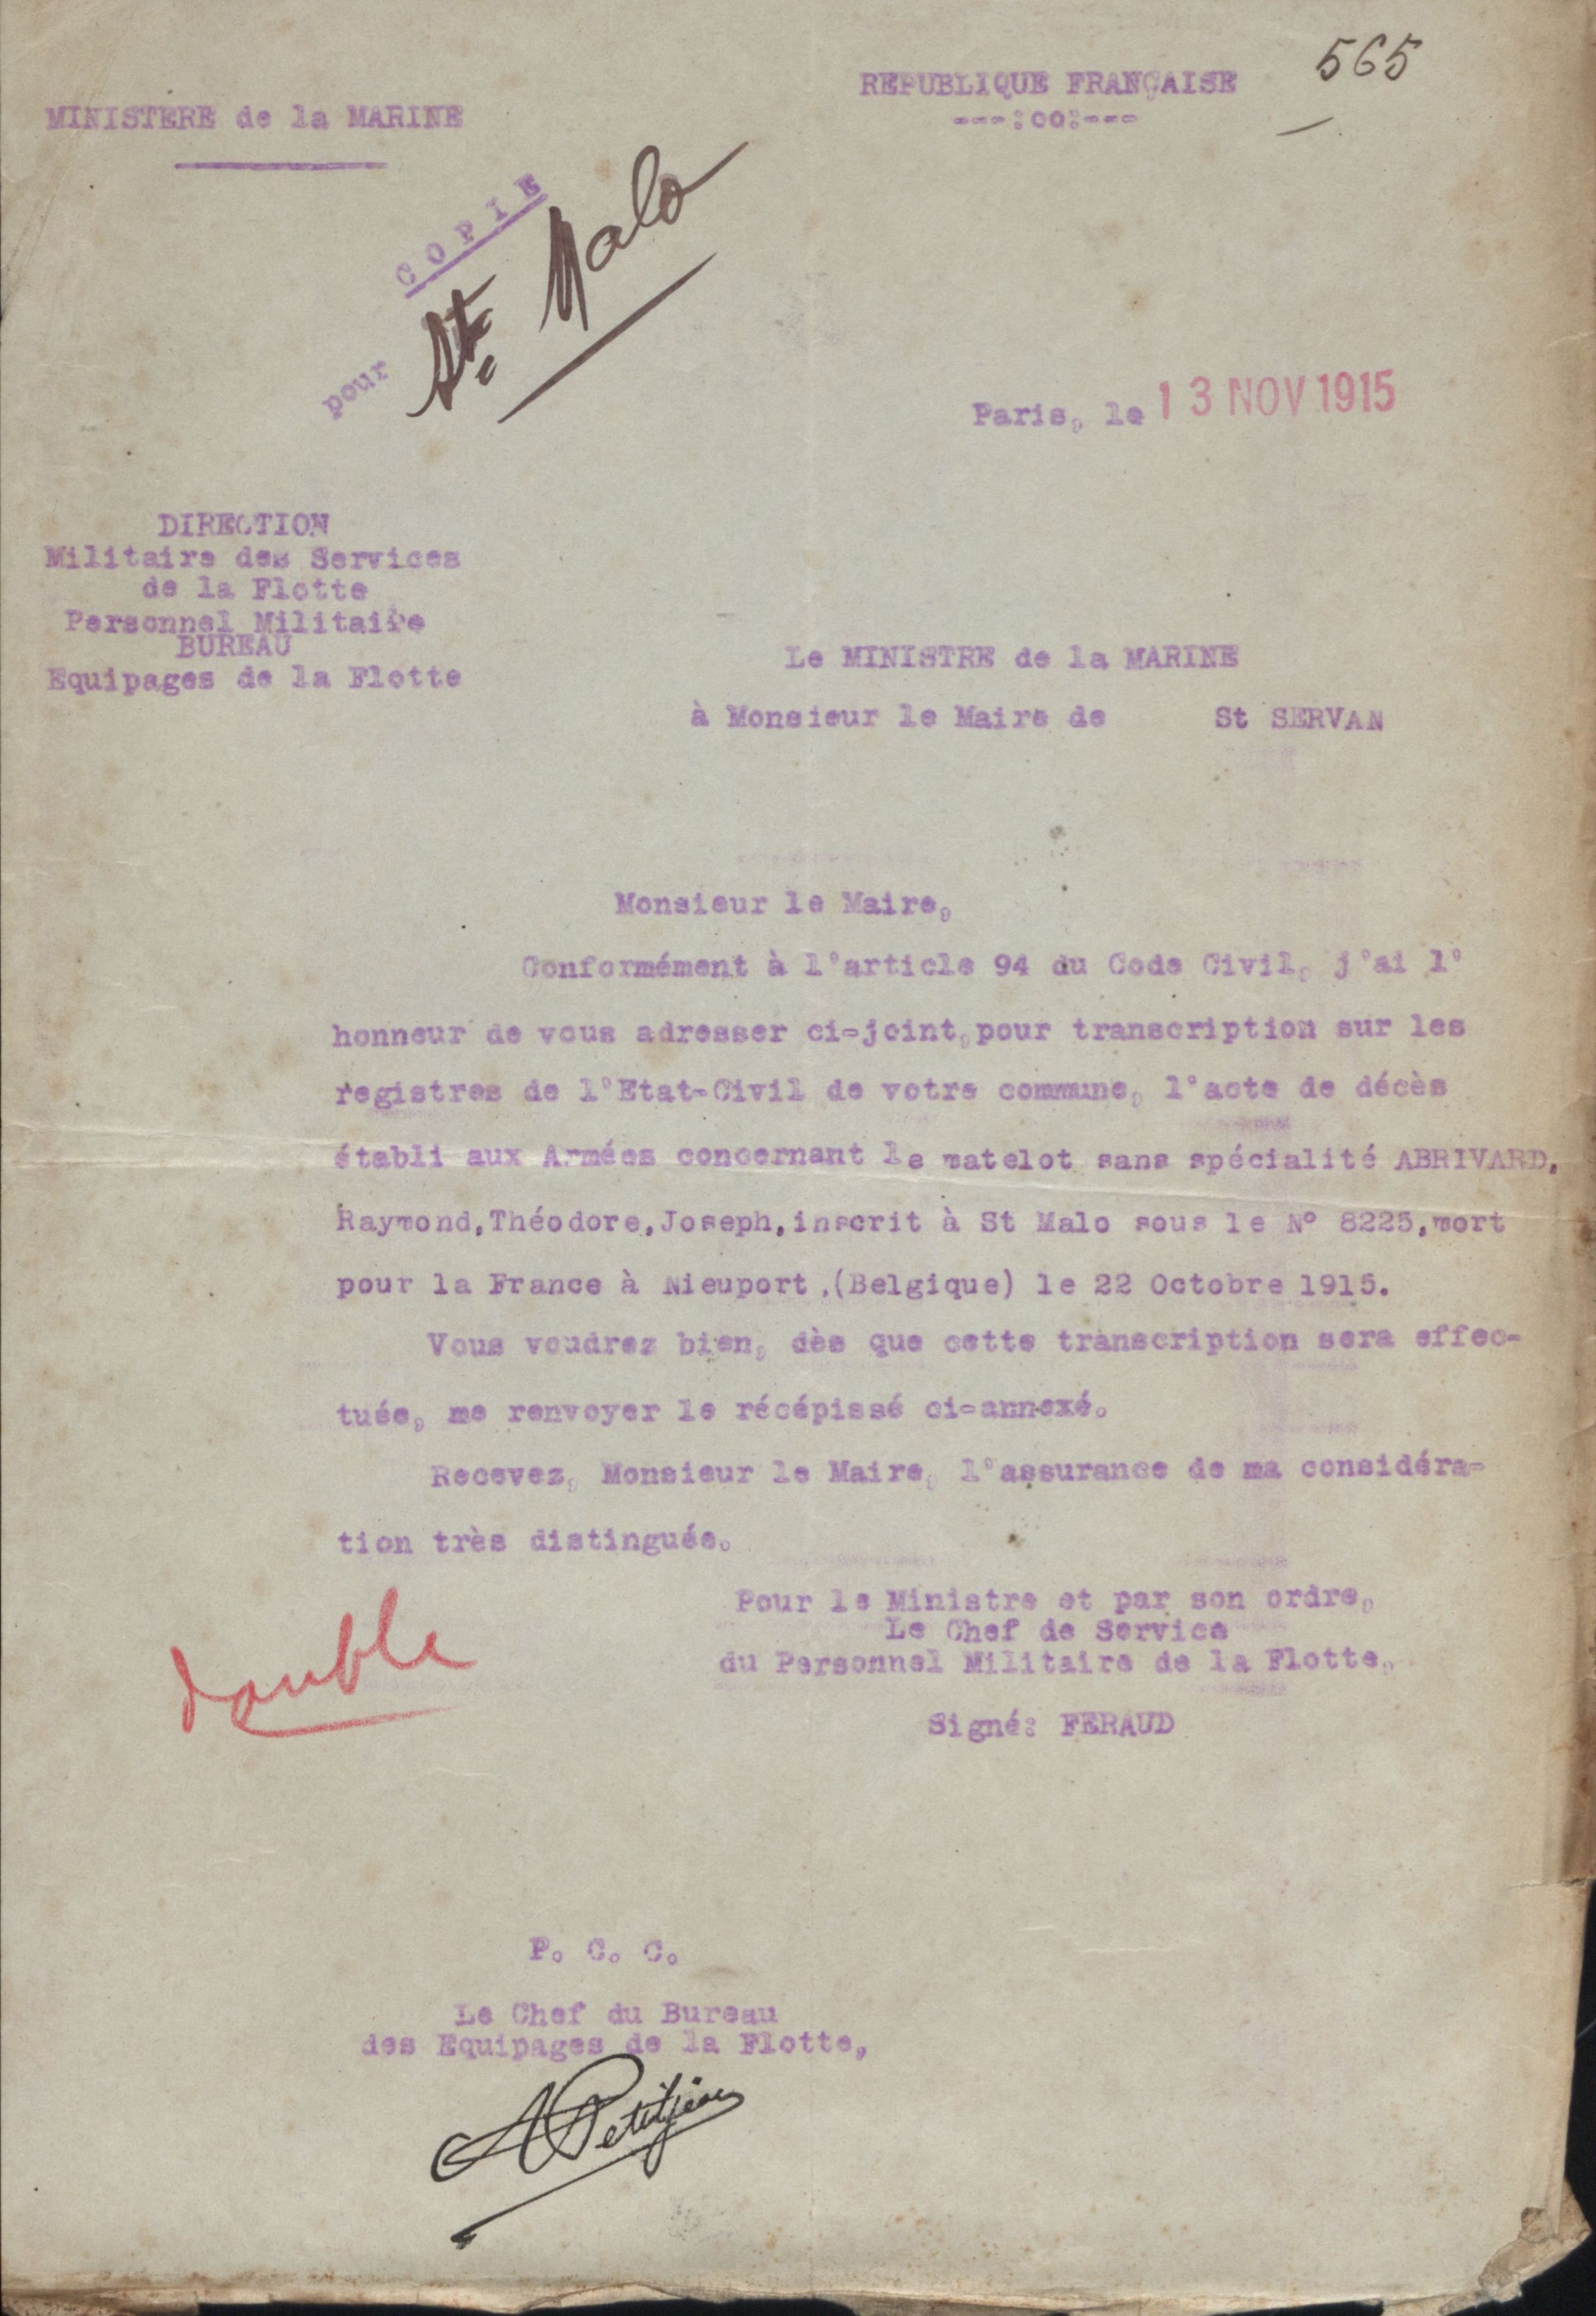 565
MINISTERE de la MARINE
REPUBLIQUE FRANÇAISE
---:oo:---
COPIE
pour St Malo
Paris, le 13 NOV 1915
DIRECTION
Militaire des Services
de la Flotte
Personnel Militaire
BUREAU
Equipages de la Flotte
Le MINISTRE de la MARINE
à Monsieur le Maire de St SERVAN
Monsieur le Maire,
Conformément à l'article 94 du Code Civil, j'ai l'
honneur de vous adresser ci-joint, pour transcription sur les
registres de l'Etat-Civil de votre commune, l'acte de décès
établi aux Armées concernant le matelot sans spécialité ABRIVARD,
Raymond, Théodore, Joseph, inscrit à St Malo sous le N° 8225, mort
pour la France à Nieuport, (Belgique) le 22 Octobre 1915.
Vous voudrez bien, dès que cette transcription sera effec-
tuée, me renvoyer le récépissé ci-annexé.
Recevez, Monsieur le Maire, l'assurance de ma considéra-
tion très distinguée.
Pour le Ministre et par son ordre,
Le Chef de Service
du Personnel Militaire de la Flotte,
double
Signé: FERAUD
P. C. C.
Le Chef du Bureau
des Equipages de la Flotte,
A Petitjean